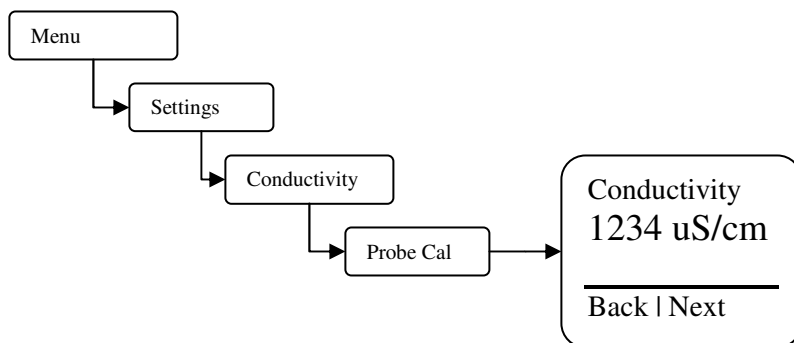 Menu
Settings
Conductivity
Probe Cal
Conductivity
1234 uS/cm
Back | Next